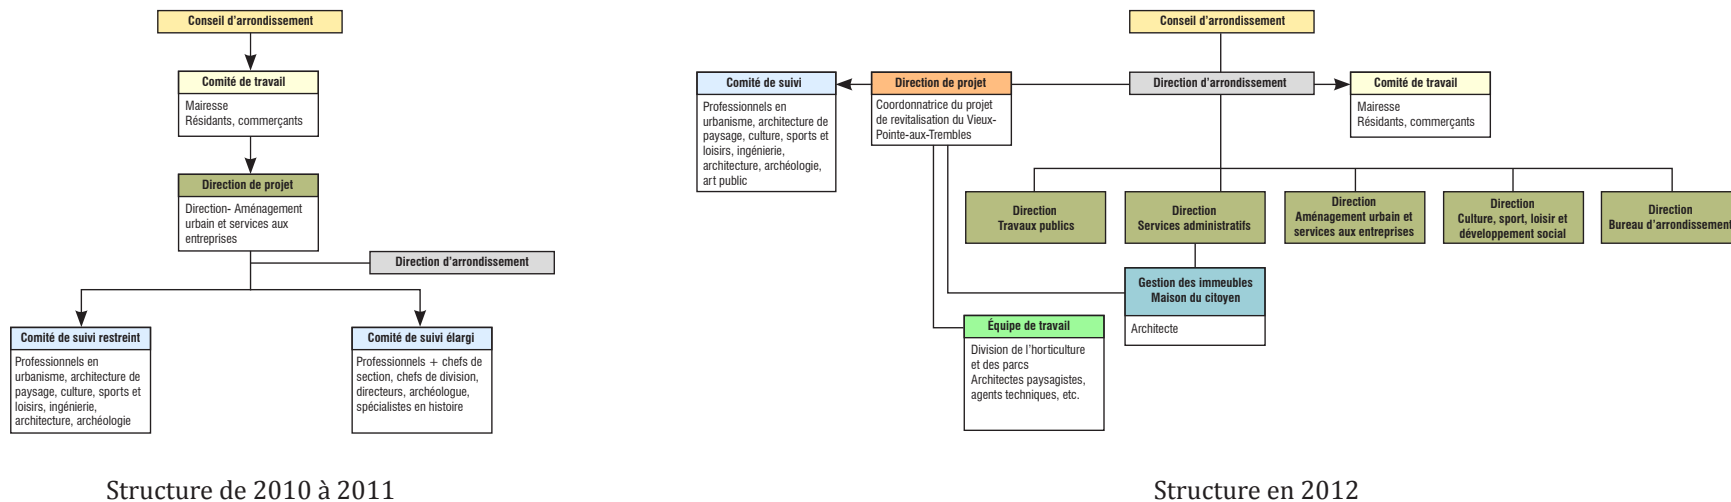 Conseil d'arrondissement
Comité de travail
Mairesse
Résidants, commerçants
Direction de projet
Direction- Aménagement
urbain et services aux
entreprises
Direction d'arrondissement
Comité de suivi restreint
Professionnels en
urbanisme, architecture de
paysage, culture, sports et
loisirs, ingénierie,
architecture, archéologie
Comité de suivi élargi
Professionnels + chefs de
section, chefs de division,
directeurs, archéologue,
spécialistes en histoire
Structure de 2010 à 2011
Conseil d'arrondissement
Comité de suivi
Professionnels en
urbanisme, architecture de
paysage, culture, sports et
loisirs, ingénierie,
architecture, archéologie,
art public
Direction de projet
Coordonnatrice du projet
de revitalisation du Vieux-
Pointe-aux-Trembles
Direction d'arrondissement
Comité de travail
Mairesse
Résidants, commerçants
Direction
Travaux publics
Direction
Services administratifs
Direction
Aménagement urbain et
services aux entreprises
Direction
Culture, sport, loisir et
développement social
Direction
Bureau d'arrondissement
Gestion des immeubles
Maison du citoyen
Architecte
Équipe de travail
Division de l'horticulture
et des parcs
Architectes paysagistes,
agents techniques, etc.
Structure en 2012